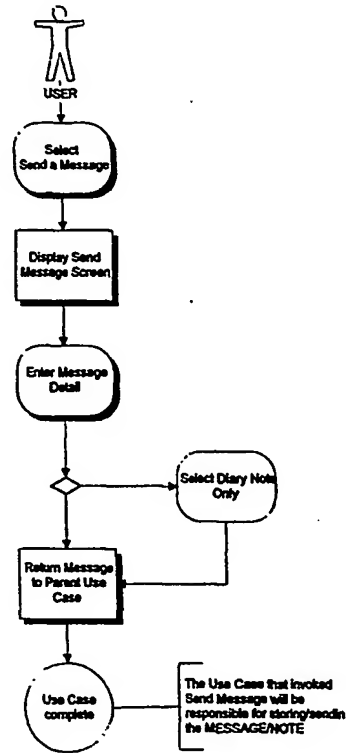 USER
Select
Send a Message
Display Send
Message Screen
Enter Message
Detail
Select Diary Note
Only
Return Message
to Parent Use
Case
Use Case
complete
The Use Case that invoked
Send Message will be
responsible for storing/sendin
the MESSAGE/NOTE